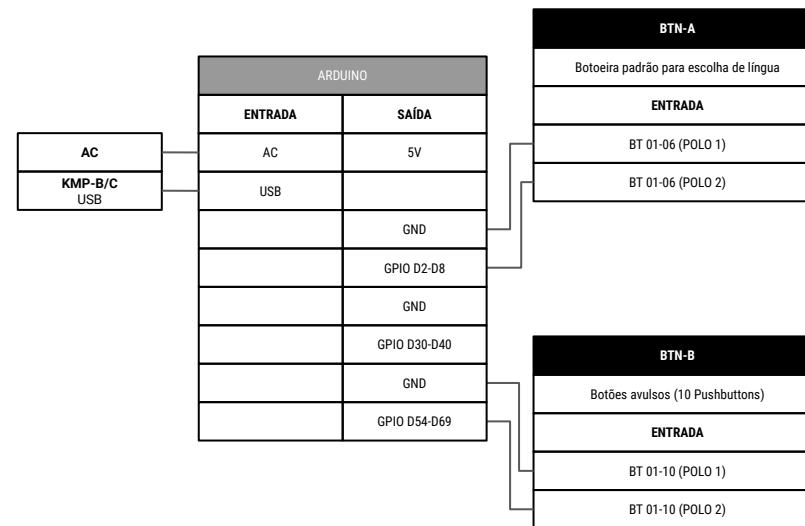 AC
KMP-B/C
USB
ARDUINO
ENTRADA SAÍDA
AC 5V
USB
GND
GPIO D2-D8
GND
GPIO D30-D40
GND
GPIO D54-D69
BTN-A
Botoeira padrão para escolha de língua
ENTRADA
BT 01-06 (POLO 1)
BT 01-06 (POLO 2)
BTN-B
Botões avulsos (10 Pushbuttons)
ENTRADA
BT 01-10 (POLO 1)
BT 01-10 (POLO 2)